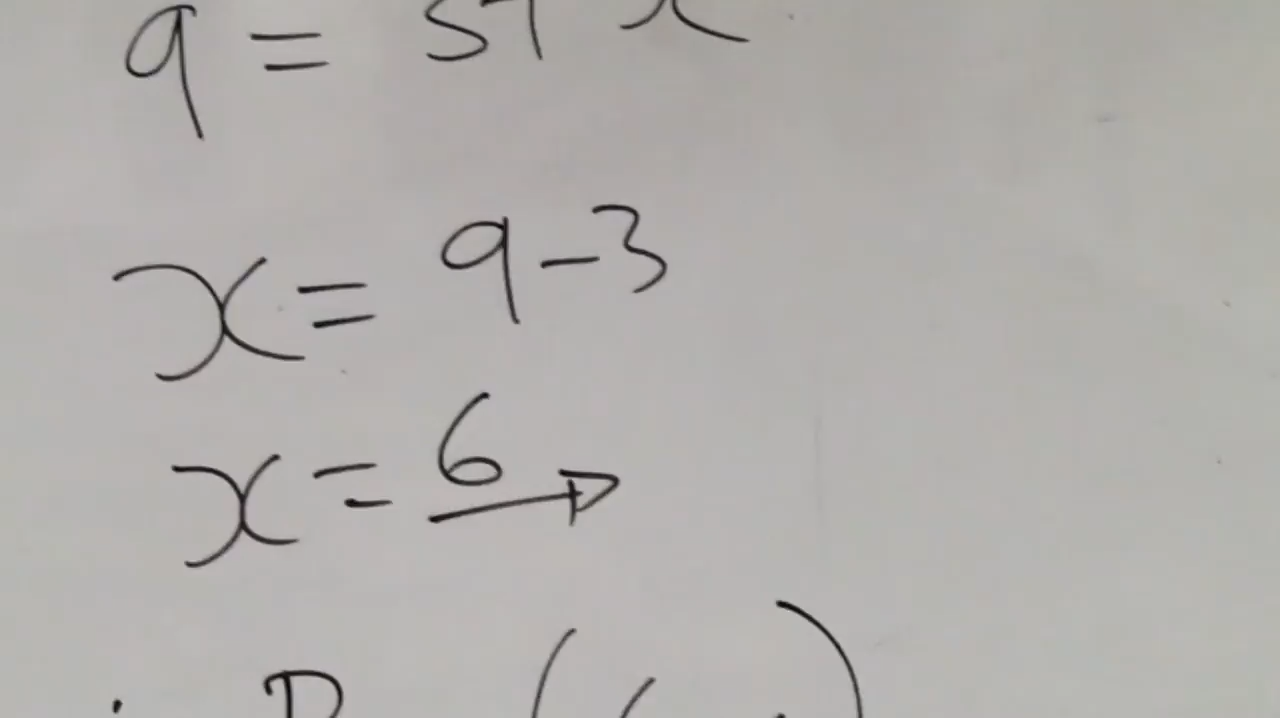 9 = 3+x
x = 9-3
x = 6